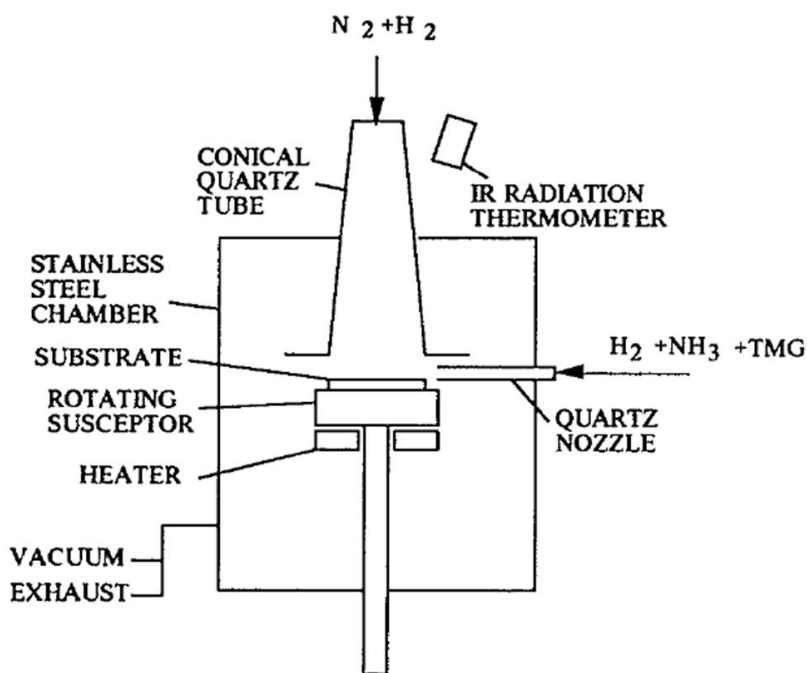 N 2 +H 2
CONICAL
QUARTZ
TUBE
IR RADIATION
THERMOMETER
STAINLESS
STEEL
CHAMBER
SUBSTRATE
H2 +NH3 +TMG
ROTATING
SUSCEPTOR
QUARTZ
NOZZLE
HEATER
VACUUM
EXHAUST